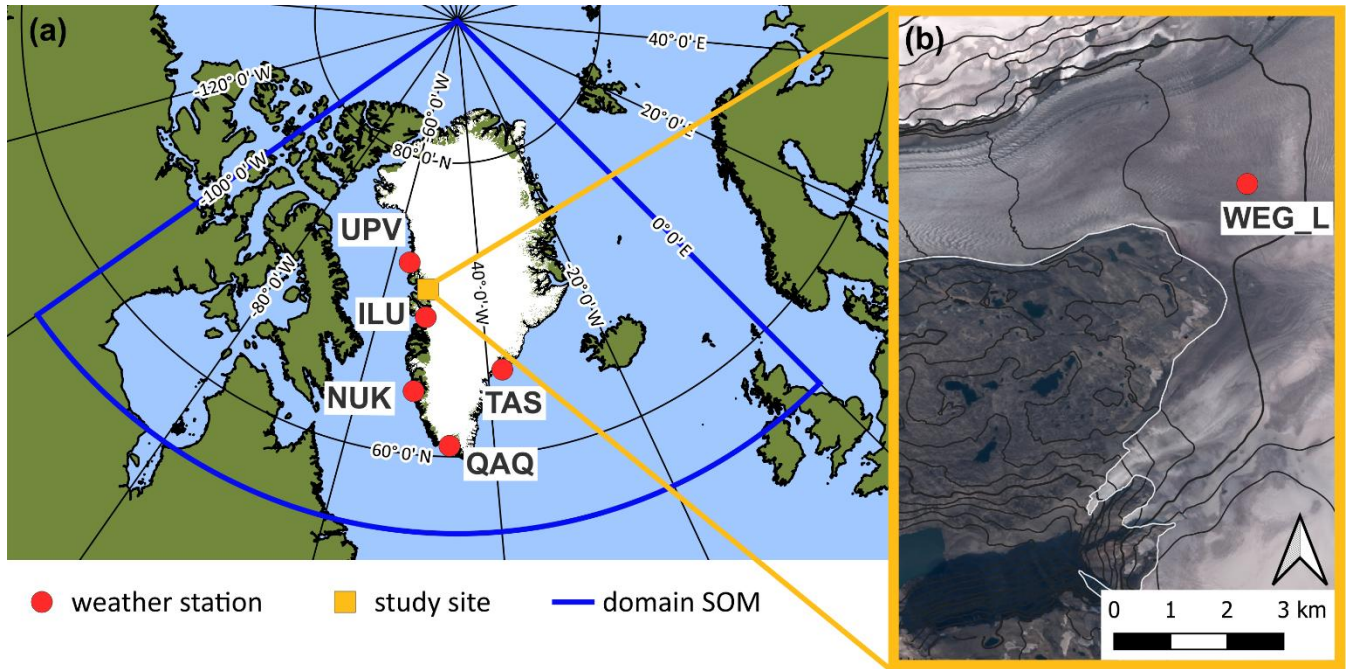 (a)
40°0' E
-120°0' W
-60°0' W
20°0' E
80°0' N
-100°0' W
UPV
0°0' E
-80°0' W
40°0' W
-20°0' W
ILU
NUK
TAS
60°0' N
QAQ
weather station
study site
domain SOM
(b)
WEG_L
0 1 2 3 km